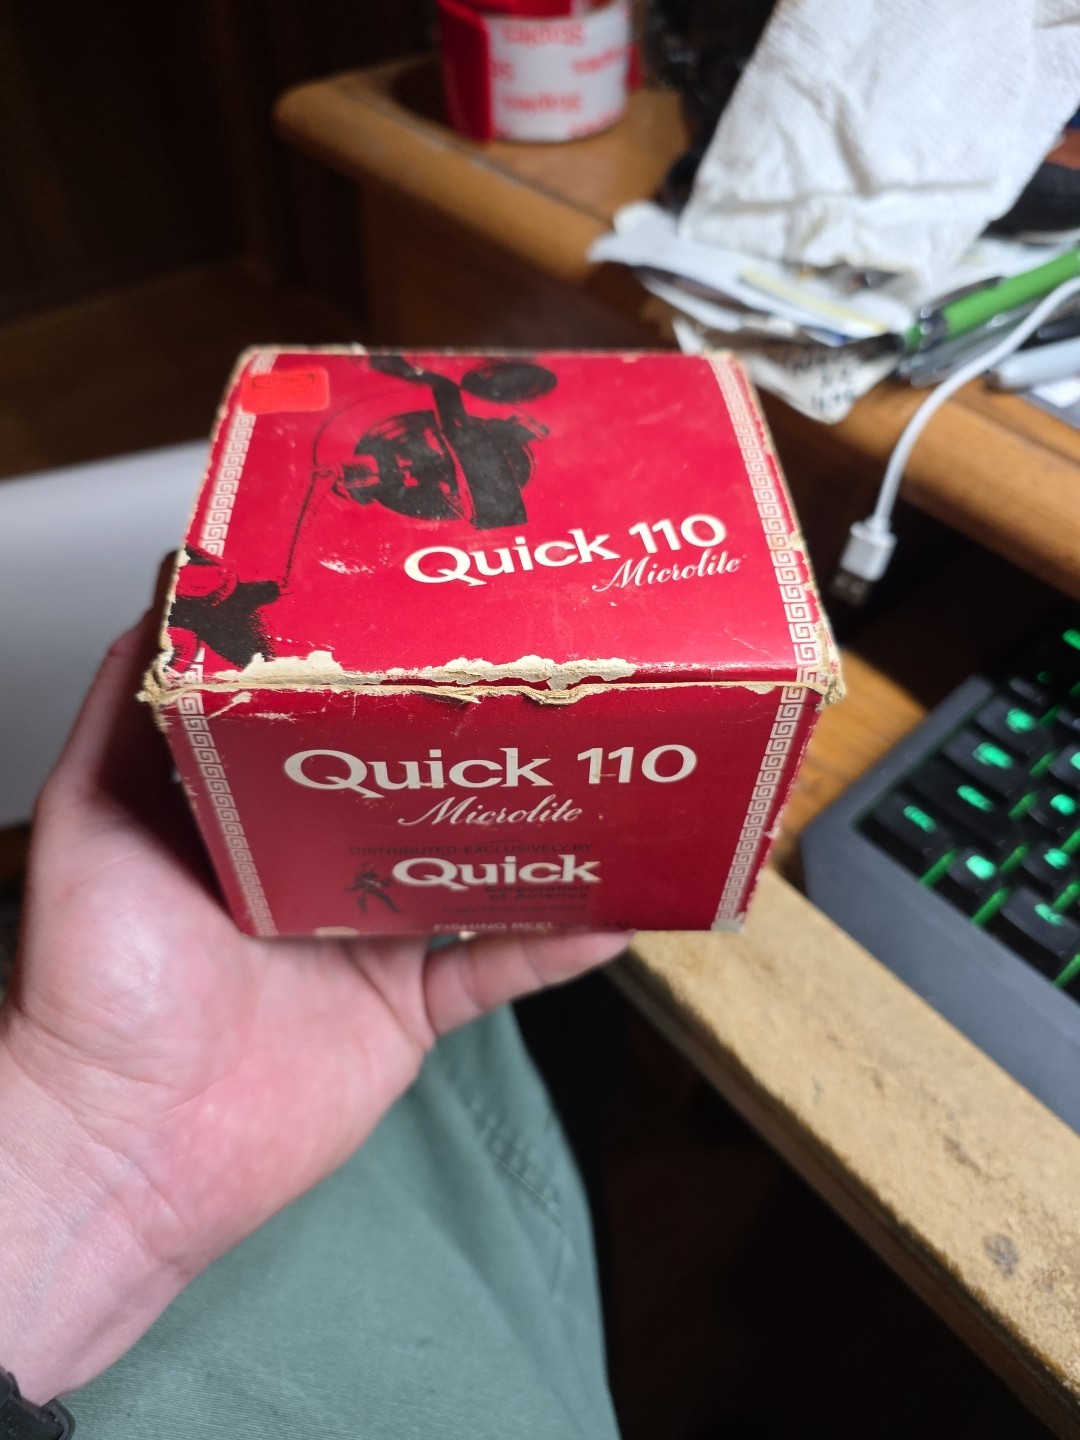 Quick 110
Microlite
Quick 110
Microlite
DISTRIBUTED EXCLUSIVELY BY
Quick
Corporation
of America
FISHING REEL